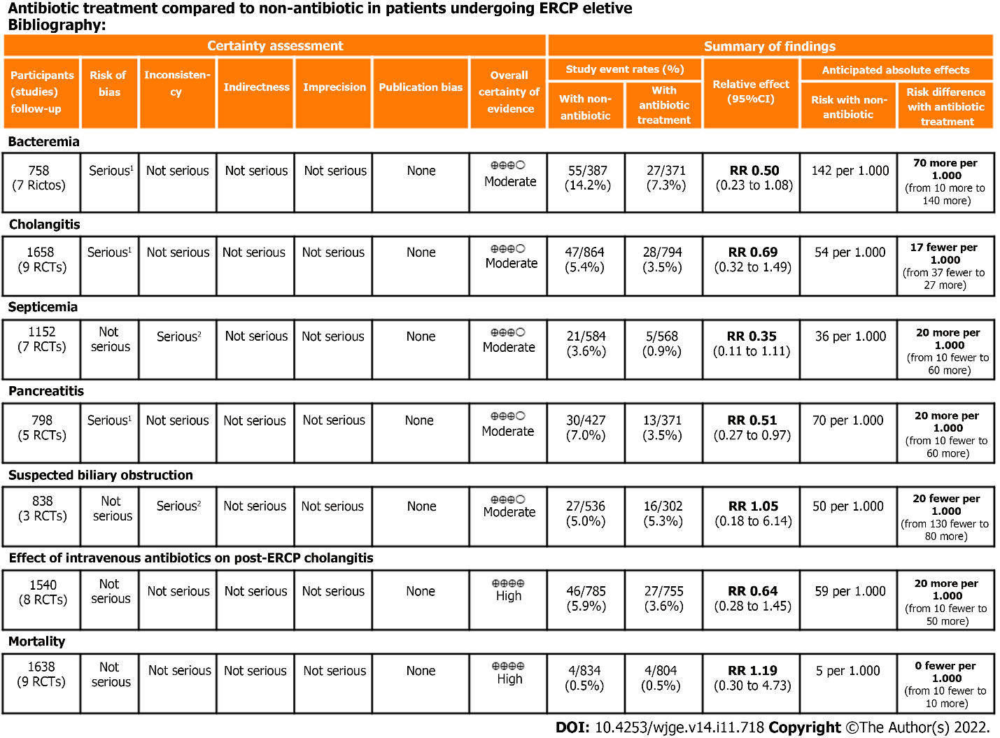 Antibiotic treatment compared to non-antibiotic in patients undergoing ERCP eletive
Bibliography:
Certainty assessment
Summary of findings
Participants (studies) follow-up
Risk of bias
Inconsisten-cy
Indirectness
Imprecision
Publication bias
Overall certainty of evidence
Study event rates (%)
With non-antibiotic
With antibiotic treatment
Relative effect (95%CI)
Anticipated absolute effects
Risk with non-antibiotic
Risk difference with antibiotic treatment
Bacteremia
758 (7 Rictos)
Serious1
Not serious
Not serious
Not serious
None
⊕⊕⊕○ Moderate
55/387 (14.2%)
27/371 (7.3%)
RR 0.50 (0.23 to 1.08)
142 per 1.000
70 more per 1.000 (from 10 more to 140 more)
Cholangitis
1658 (9 RCTs)
Serious1
Not serious
Not serious
Not serious
None
⊕⊕⊕○ Moderate
47/864 (5.4%)
28/794 (3.5%)
RR 0.69 (0.32 to 1.49)
54 per 1.000
17 fewer per 1.000 (from 37 fewer to 27 more)
Septicemia
1152 (7 RCTs)
Not serious
Serious2
Not serious
Not serious
None
⊕⊕⊕○ Moderate
21/584 (3.6%)
5/568 (0.9%)
RR 0.35 (0.11 to 1.11)
36 per 1.000
20 more per 1.000 (from 10 fewer to 60 more)
Pancreatitis
798 (5 RCTs)
Serious1
Not serious
Not serious
Not serious
None
⊕⊕⊕○ Moderate
30/427 (7.0%)
13/371 (3.5%)
RR 0.51 (0.27 to 0.97)
70 per 1.000
20 more per 1.000 (from 10 fewer to 60 more)
Suspected biliary obstruction
838 (3 RCTs)
Not serious
Serious2
Not serious
Not serious
None
⊕⊕⊕○ Moderate
27/536 (5.0%)
16/302 (5.3%)
RR 1.05 (0.18 to 6.14)
50 per 1.000
20 fewer per 1.000 (from 130 fewer to 80 more)
Effect of intravenous antibiotics on post-ERCP cholangitis
1540 (8 RCTs)
Not serious
Not serious
Not serious
Not serious
None
⊕⊕⊕⊕ High
46/785 (5.9%)
27/755 (3.6%)
RR 0.64 (0.28 to 1.45)
59 per 1.000
20 more per 1.000 (from 10 fewer to 50 more)
Mortality
1638 (9 RCTs)
Not serious
Not serious
Not serious
Not serious
None
⊕⊕⊕⊕ High
4/834 (0.5%)
4/804 (0.5%)
RR 1.19 (0.30 to 4.73)
5 per 1.000
0 fewer per 1.000 (from 10 fewer to 10 more)
DOI: 10.4253/wjge.v14.i11.718 Copyright ©The Author(s) 2022.